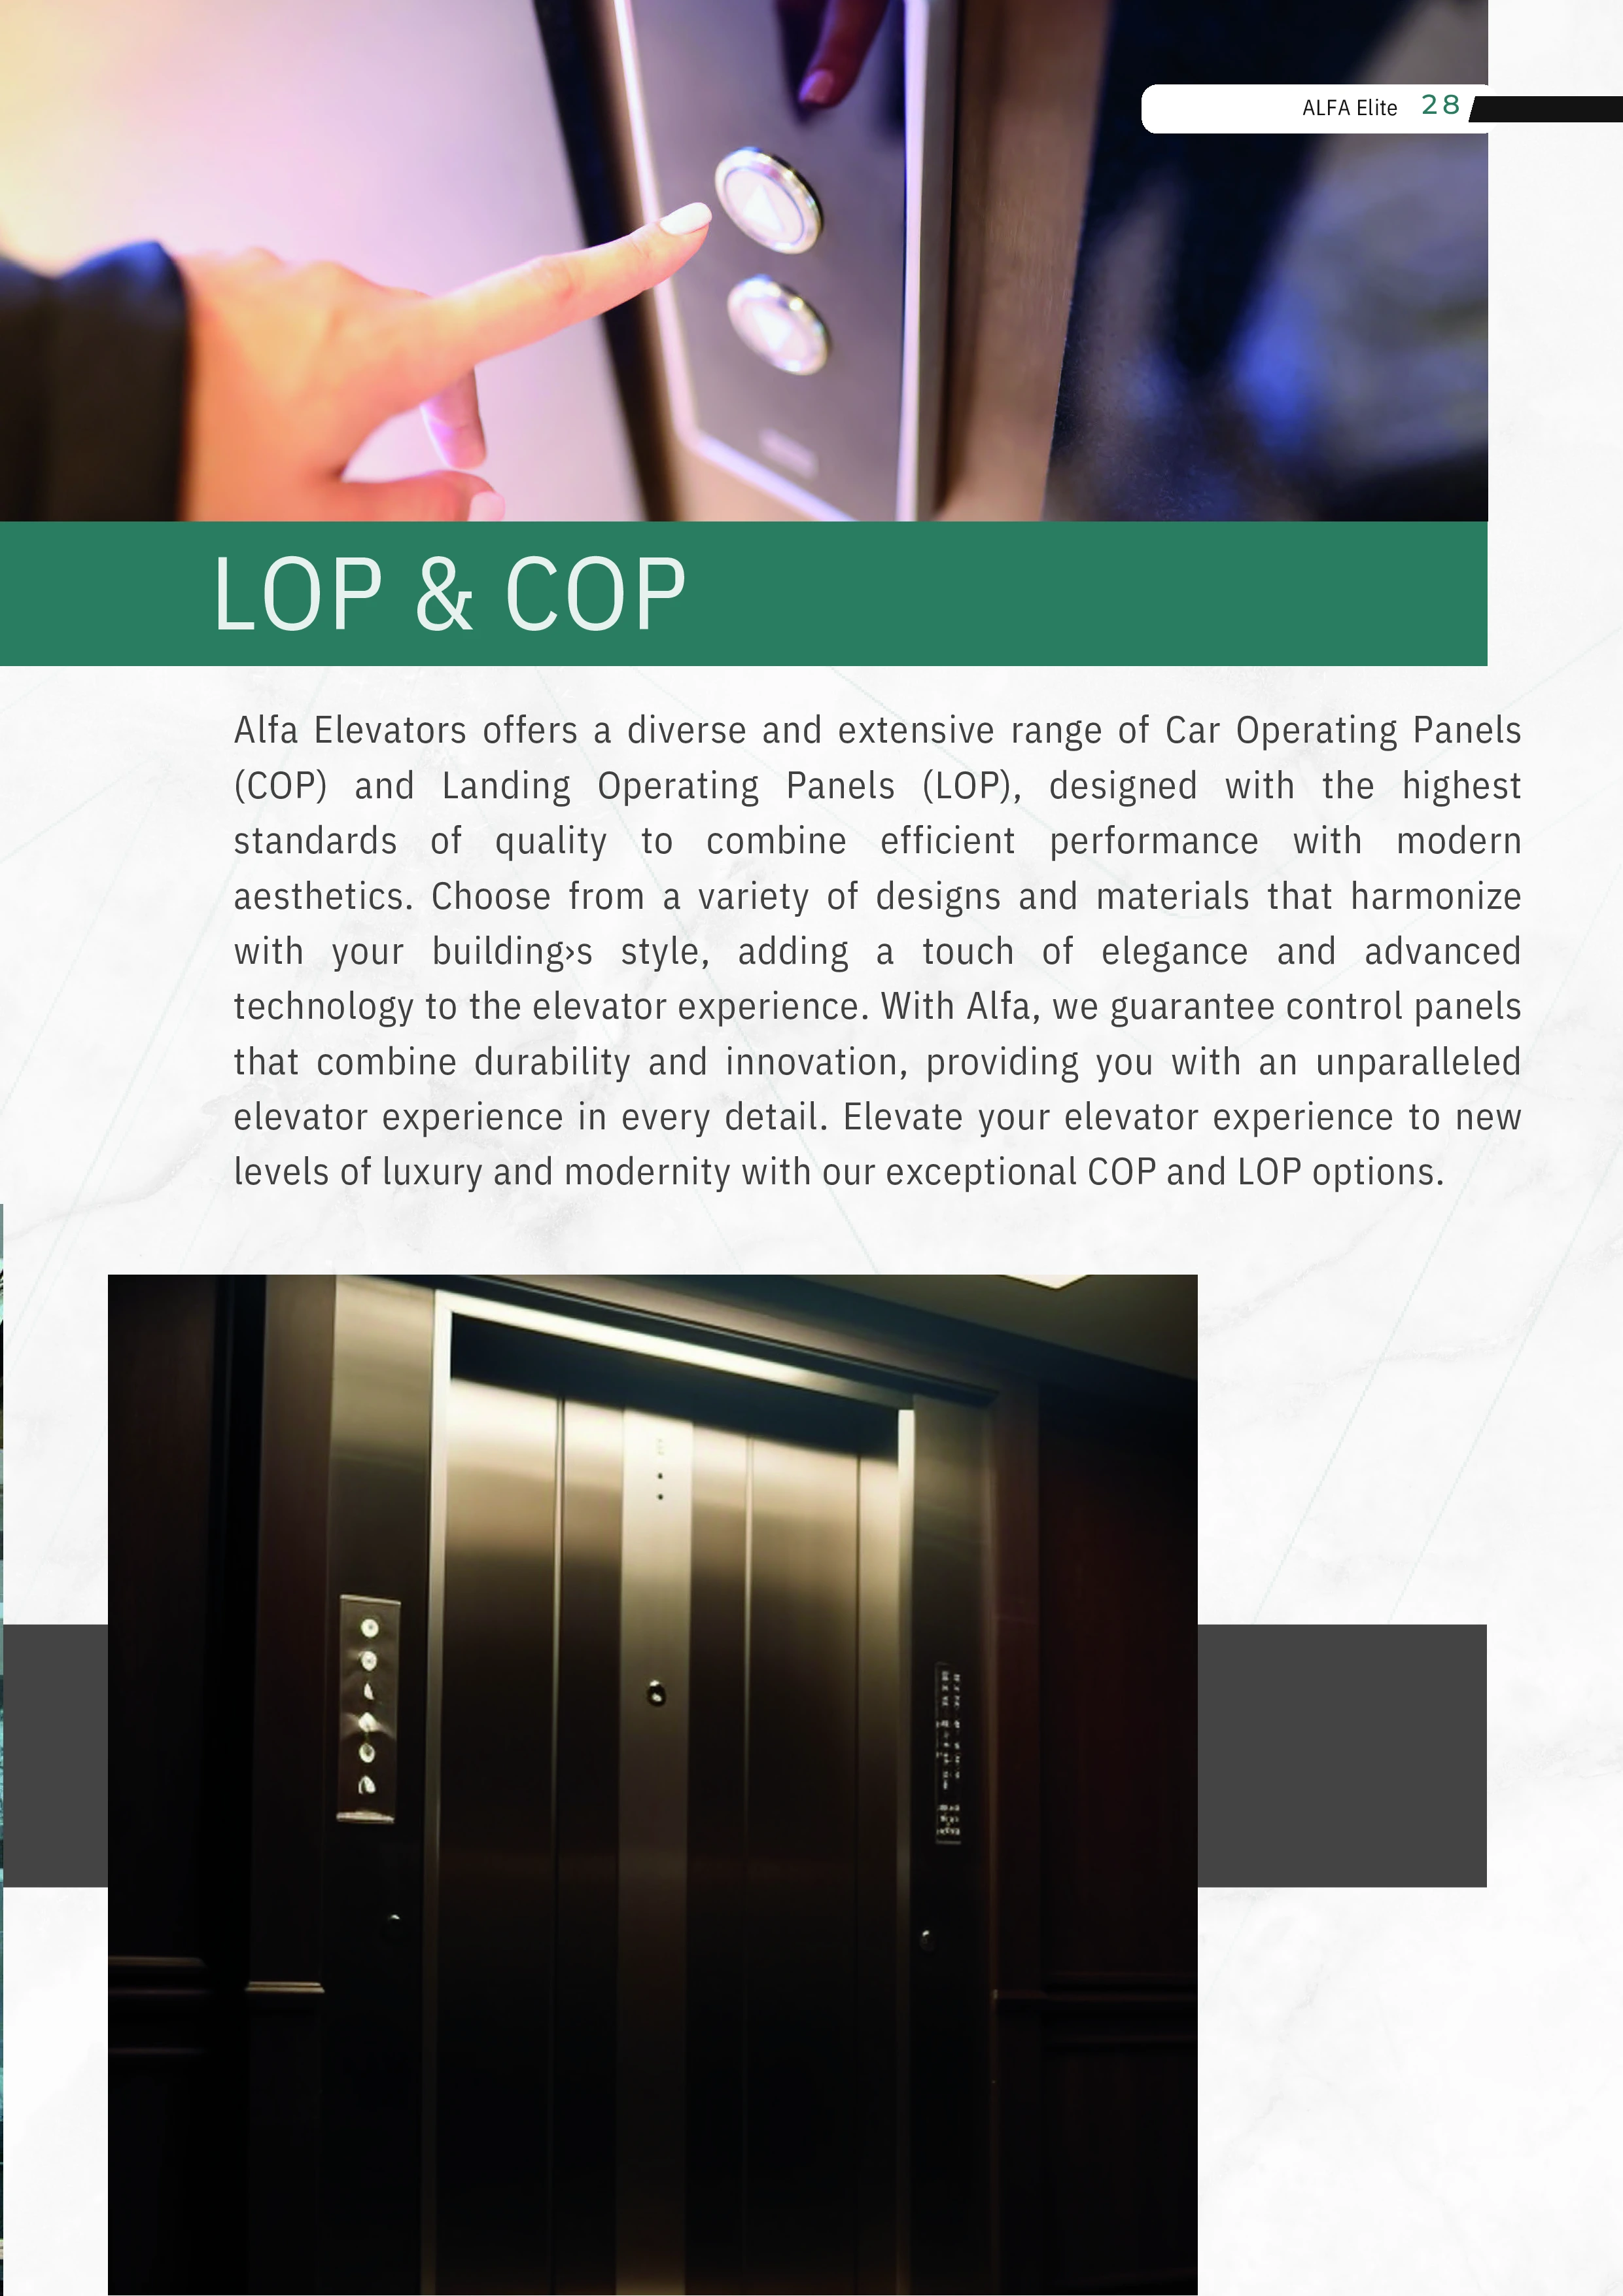 ALFA Elite 28
LOP & COP
Alfa Elevators offers a diverse and extensive range of Car Operating Panels
(COP) and Landing Operating Panels (LOP), designed with the highest
standards of quality to combine efficient performance with modern
aesthetics. Choose from a variety of designs and materials that harmonize
with your building›s style, adding a touch of elegance and advanced
technology to the elevator experience. With Alfa, we guarantee control panels
that combine durability and innovation, providing you with an unparalleled
elevator experience in every detail. Elevate your elevator experience to new
levels of luxury and modernity with our exceptional COP and LOP options.